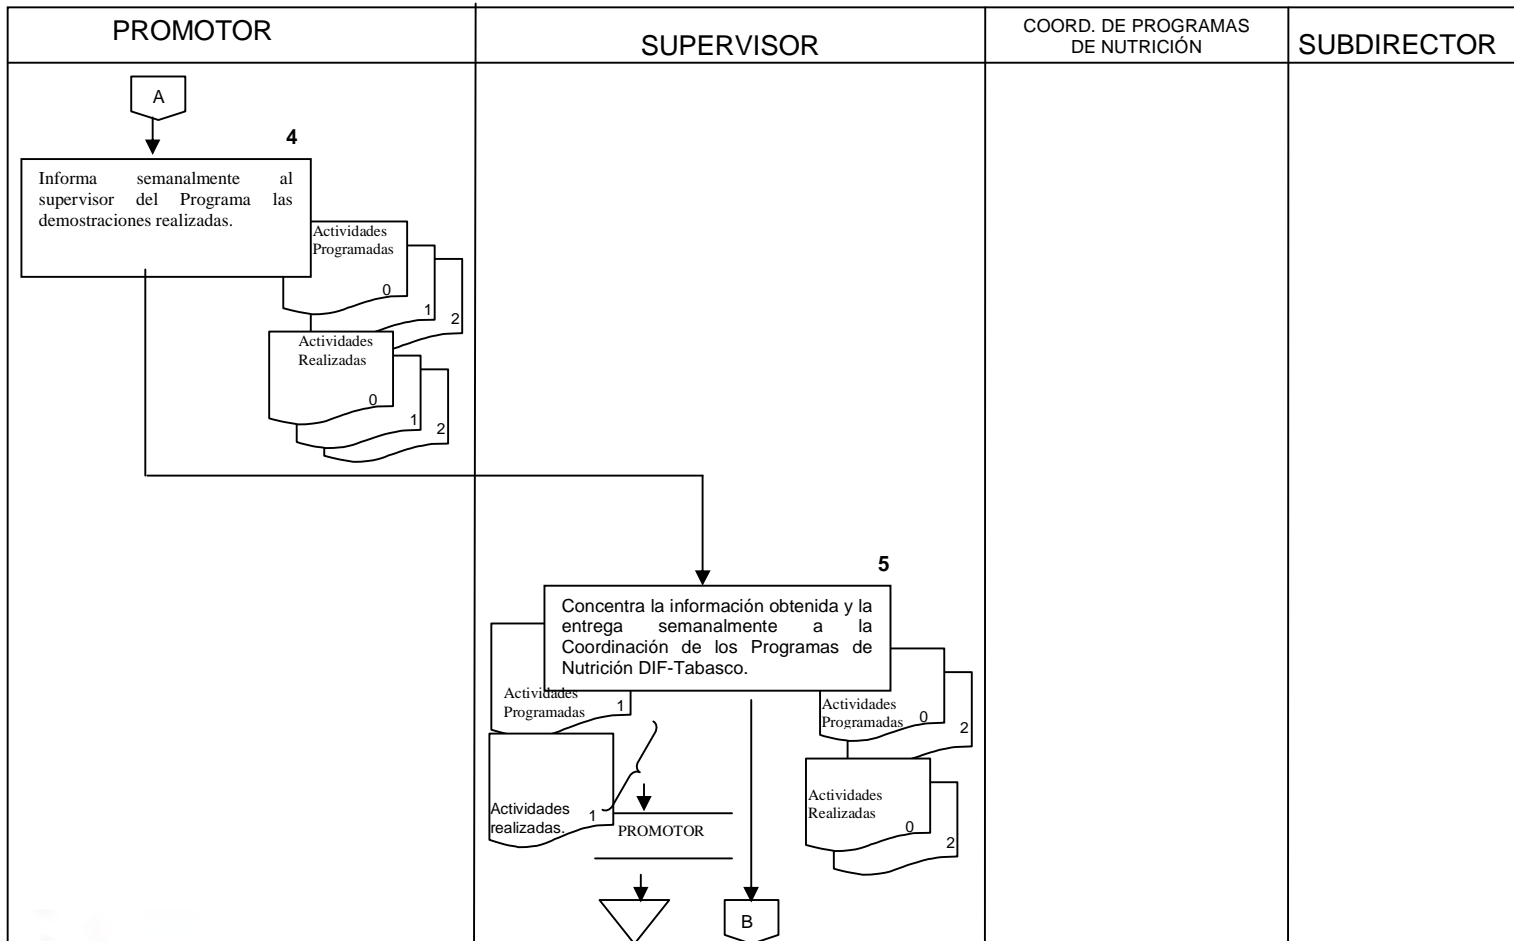 PROMOTOR
SUPERVISOR
COORD. DE PROGRAMAS
DE NUTRICIÓN
SUBDIRECTOR
A
4
Informa semanalmente al
supervisor del Programa las
demostraciones realizadas.
Actividades
Programadas
0
1
2
Actividades
Realizadas
0
1
2
5
Concentra la información obtenida y la
entrega semanalmente a la
Coordinación de los Programas de
Nutrición DIF-Tabasco.
Actividades
Programadas
1
Actividades
realizadas.
1
PROMOTOR
Actividades
Programadas
0
2
Actividades
Realizadas
0
2
B